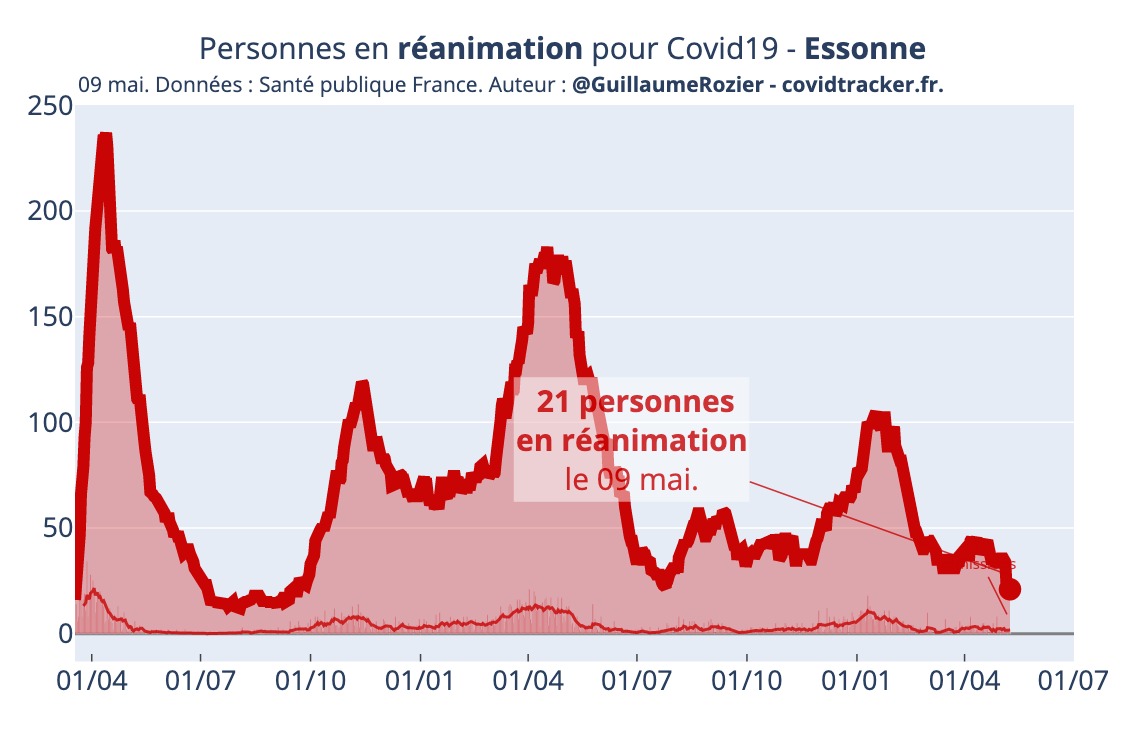 Personnes en réanimation pour Covid19 - Essonne
09 mai. Données : Santé publique France. Auteur : @GuillaumeRozier - covidtracker.fr.
250
200
150
100
50
0
21 personnes
en réanimation
le 09 mai.
01/04 01/07 01/10 01/01 01/04 01/07 01/10 01/01 01/04 01/07